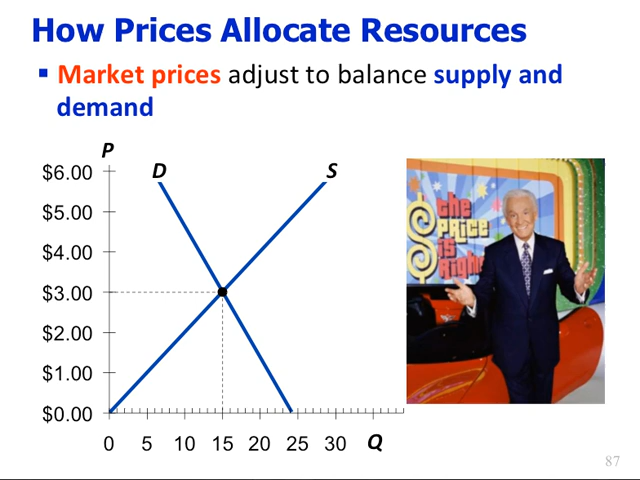 How Prices Allocate Resources
▪ Market prices adjust to balance supply and
demand
P
D
S
$6.00
$5.00
$4.00
$3.00
$2.00
$1.00
$0.00
0 5 10 15 20 25 30 Q
the
PRiCE
iS
Right
87